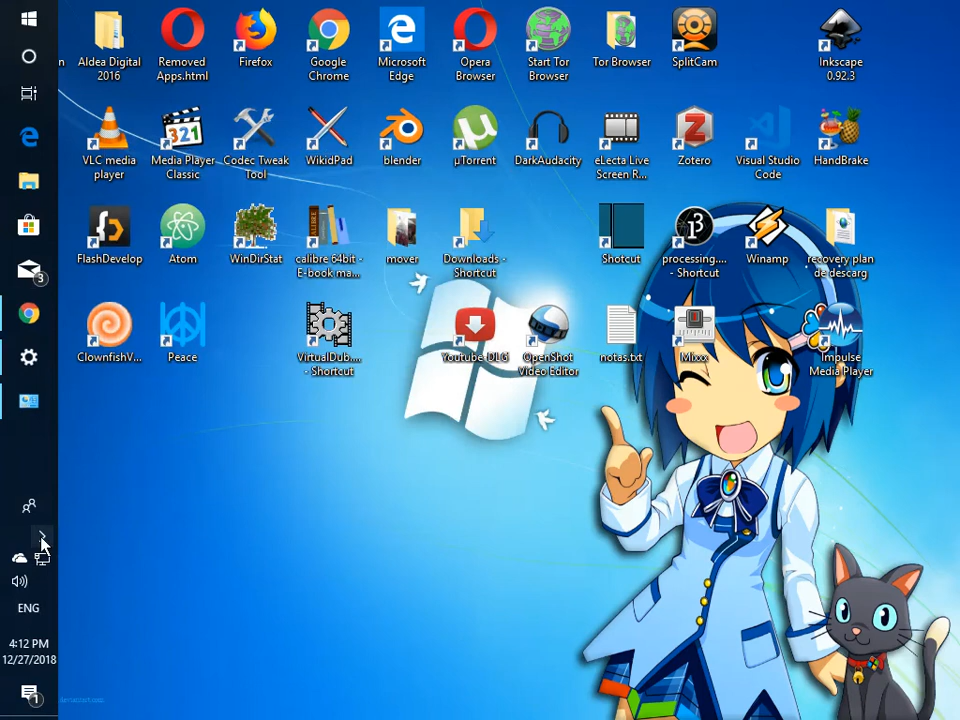 n
Aldea Digital
2016
Removed
Apps.html
Firefox
Google
Chrome
Microsoft
Edge
Opera
Browser
Start Tor
Browser
Tor Browser
SplitCam
Inkscape
0.92.3
VLC media
player
321
Media Player
Classic
Codec Tweak
Tool
WikidPad
blender
µ
µTorrent
DarkAudacity
eLecta Live
Screen R...
Z
Zotero
Visual Studio
Code
HandBrake
FlashDevelop
Atom
WinDirStat
calibre 64bit -
E-book ma...
mover
Downloads -
Shortcut
Shotcut
processing....
- Shortcut
Winamp
recovery plan
de descarg
ClownfishV...
Peace
VirtualDub....
- Shortcut
Youtube DLG
OpenShot
Video Editor
notas.txt
Mixxx
Impulse
Media Player
3
ENG
4:12 PM
12/27/2018
1